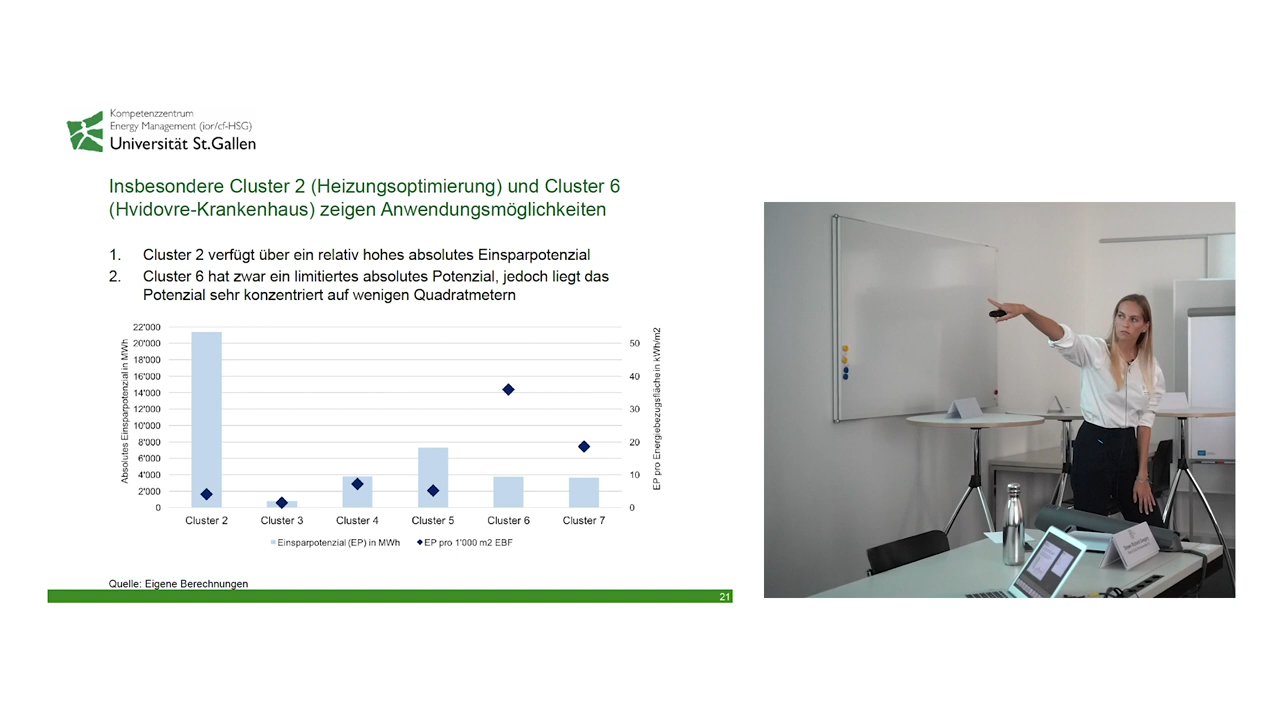 Kompetenzzentrum
Energy Management (ior/cf-HSG)
Universität St.Gallen
Insbesondere Cluster 2 (Heizungsoptimierung) und Cluster 6
(Hvidovre-Krankenhaus) zeigen Anwendungsmöglichkeiten
1. Cluster 2 verfügt über ein relativ hohes absolutes Einsparpotenzial
2. Cluster 6 hat zwar ein limitiertes absolutes Potenzial, jedoch liegt das
Potenzial sehr konzentriert auf wenigen Quadratmetern
Absolutes Einsparpotenzial in MWh
22'000
20'000
18'000
16'000
14'000
12'000
10'000
8'000
6'000
4'000
2'000
0
50
40
30
20
10
0
EP pro Energiebezugsfläche in kWh/m2
Cluster 2 Cluster 3 Cluster 4 Cluster 5 Cluster 6 Cluster 7
Einsparpotenzial (EP) in MWh EP pro 1'000 m2 EBF
Quelle: Eigene Berechnungen
21